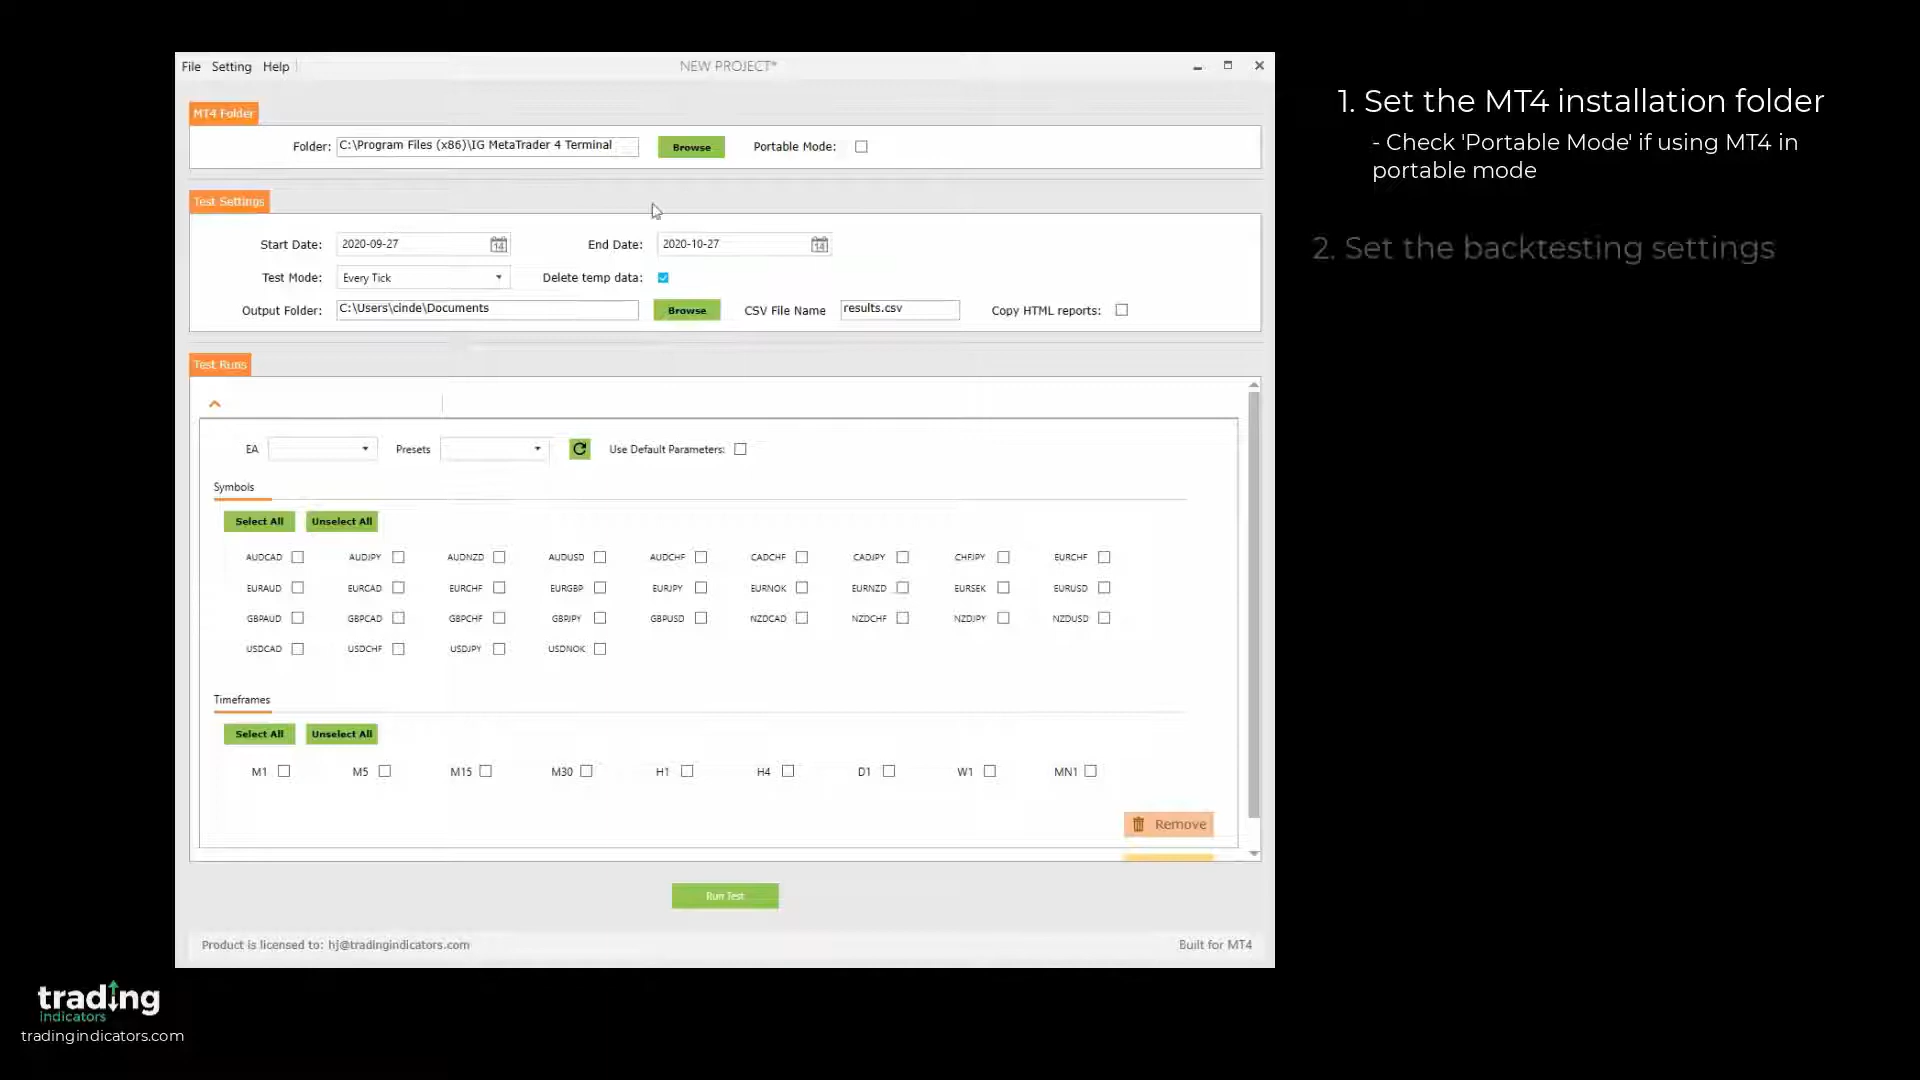 File Setting Help NEW PROJECT*
1. Set the MT4 installation folder
- Check 'Portable Mode' if using MT4 in
portable mode
2. Set the backtesting settings
MT4 Folder
Folder: C:\Program Files (x86)\IG MetaTrader 4 Terminal Browse Portable Mode:
Test Settings
Start Date: 2020-09-27 14 End Date: 2020-10-27 14
Test Mode: Every Tick Delete temp data:
Output Folder: C:\Users\cinde\Documents Browse CSV File Name results.csv Copy HTML reports:
Test Runs
EA Presets Use Default Parameters:
Symbols
Select All Unselect All
AUDCAD AUDJPY AUDNZD AUDUSD AUDCHF CADCHF CADJPY CHFJPY EURCHF
EURAUD EURCAD EURCHF EURGBP EURJPY EURNOK EURNZD EURSEK EURUSD
GBPAUD GBPCAD GBPCHF GBPJPY GBPUSD NZDCAD NZDCHF NZDJPY NZDUSD
USDCAD USDCHF USDJPY USDNOK
Timeframes
Select All Unselect All
M1 M5 M15 M30 H1 H4 D1 W1 MN1
Remove
Run Test
Product is licensed to: hj@tradingindicators.com Built for MT4
trading
indicators
tradingindicators.com